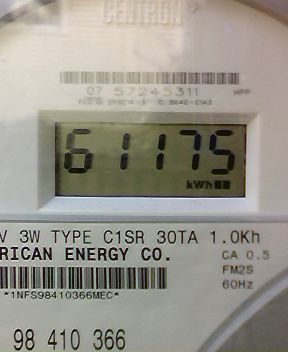 CENTRON
07 57245311
61175
kWh
V 3W TYPE C1SR 30TA 1.0Kh
RICAN ENERGY CO.
CA 0.5
FM2S
60Hz
*1NFS98410366MEC*
98 410 366